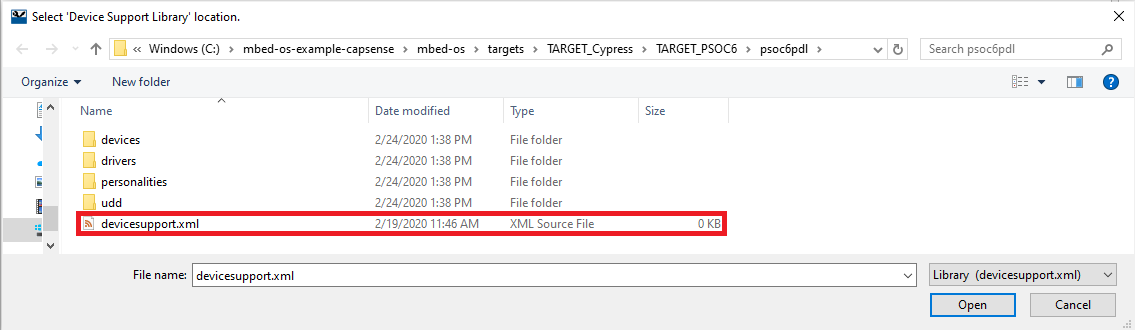 Select 'Device Support Library' location.
« Windows (C:) › mbed-os-example-capsense › mbed-os › targets › TARGET_Cypress › TARGET_PSOC6 › psoc6pdl › Search psoc6pdl
Organize New folder ?
Name Date modified Type Size
devices 2/24/2020 1:38 PM File folder
drivers 2/24/2020 1:38 PM File folder
personalities 2/24/2020 1:38 PM File folder
udd 2/24/2020 1:38 PM File folder
devicesupport.xml 2/19/2020 11:46 AM XML Source File 0 KB
File name: devicesupport.xml Library (devicesupport.xml)
Open Cancel